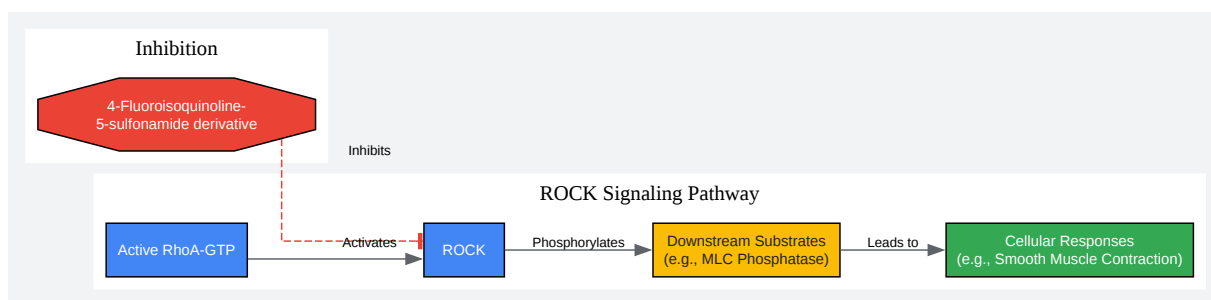 Inhibition
4-Fluoroisoquinoline-
5-sulfonamide derivative
Inhibits
ROCK Signaling Pathway
Active RhoA-GTP
Activates
ROCK
Phosphorylates
Downstream Substrates
(e.g., MLC Phosphatase)
Leads to
Cellular Responses
(e.g., Smooth Muscle Contraction)